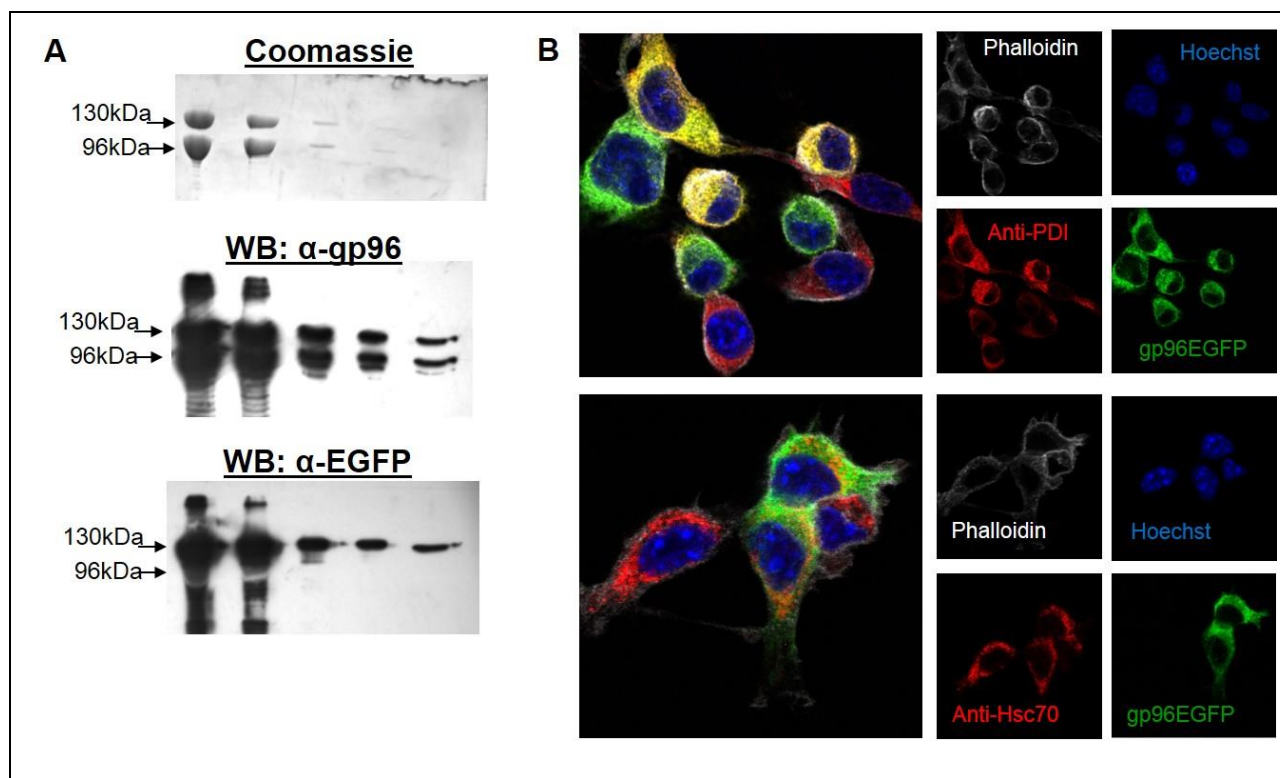 A
Coomassie
130kDa
96kDa
WB: α-gp96
130kDa
96kDa
WB: α-EGFP
130kDa
96kDa
B
Phalloidin
Hoechst
Anti-PDI
gp96EGFP
Phalloidin
Hoechst
Anti-Hsc70
gp96EGFP